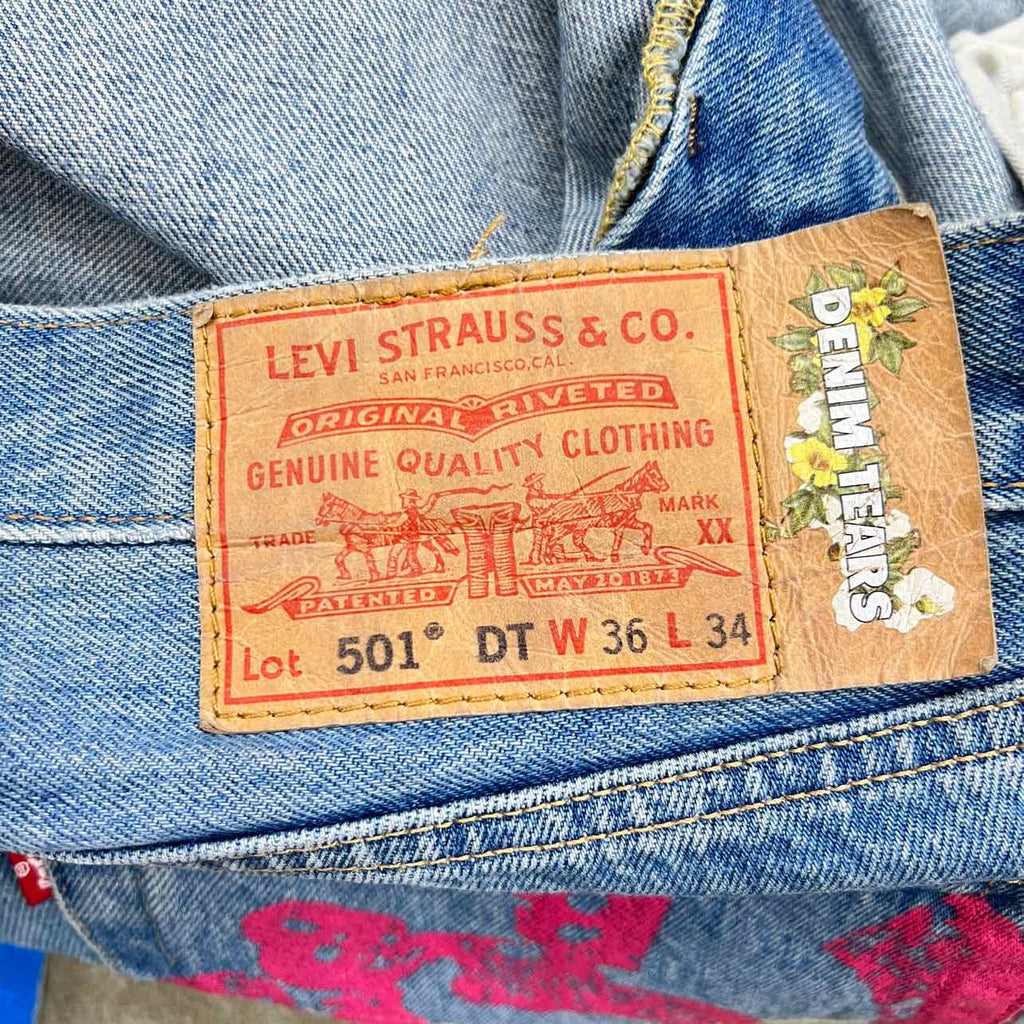 LEVI STRAUSS & CO.
SAN FRANCISCO, CAL.
ORIGINAL RIVETED
GENUINE QUALITY CLOTHING
TRADE MARK
XX
PATENTED MAY 20 1873
Lot 501® DT W 36 L 34
DENIM TEARS